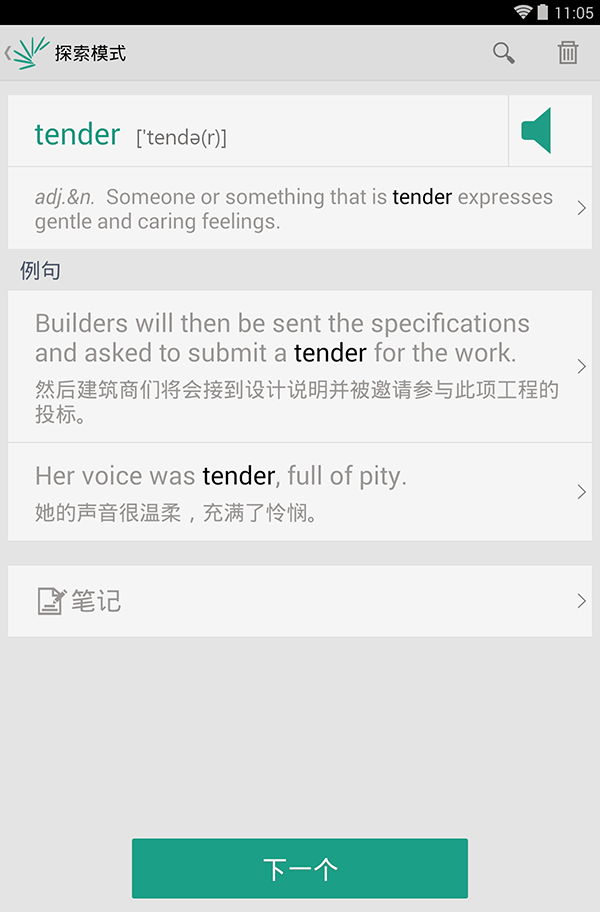 11:05
探索模式
tender ['tendə(r)]
adj.&n. Someone or something that is tender expresses
gentle and caring feelings.
例句
Builders will then be sent the specifications
and asked to submit a tender for the work.
然后建筑商们将会接到设计说明并被邀请参与此项工程的
投标。
Her voice was tender, full of pity.
她的声音很温柔，充满了怜悯。
笔记
下一个